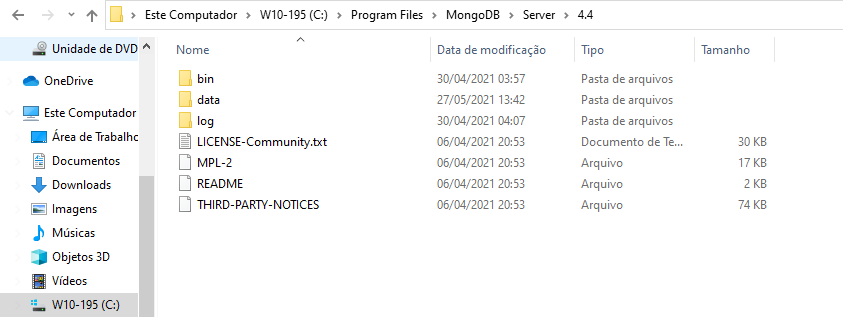 Este Computador > W10-195 (C:) > Program Files > MongoDB > Server > 4.4
Unidade de DVD
OneDrive
Este Computador
Área de Trabalho
Documentos
Downloads
Imagens
Músicas
Objetos 3D
Vídeos
W10-195 (C:)
Nome Data de modificação Tipo Tamanho
bin 30/04/2021 03:57 Pasta de arquivos
data 27/05/2021 13:42 Pasta de arquivos
log 30/04/2021 04:07 Pasta de arquivos
LICENSE-Community.txt 06/04/2021 20:53 Documento de Te... 30 KB
MPL-2 06/04/2021 20:53 Arquivo 17 KB
README 06/04/2021 20:53 Arquivo 2 KB
THIRD-PARTY-NOTICES 06/04/2021 20:53 Arquivo 74 KB